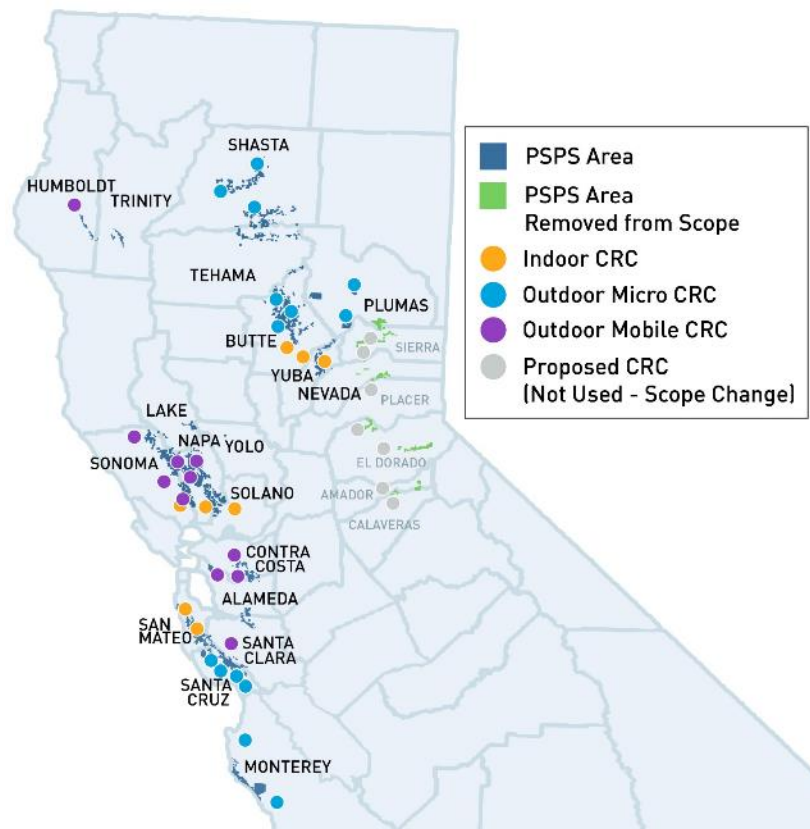 SHASTA
HUMBOLDT
TRINITY
TEHAMA
PLUMAS
BUTTE
SIERRA
YUBA
NEVADA
PLACER
LAKE
NAPA
YOLO
SONOMA
EL DORADO
SOLANO
AMADOR
CALAVERAS
CONTRA
COSTA
ALAMEDA
SAN
MATEO
SANTA
CLARA
SANTA
CRUZ
MONTEREY
PSPS Area
PSPS Area
Removed from Scope
Indoor CRC
Outdoor Micro CRC
Outdoor Mobile CRC
Proposed CRC
(Not Used - Scope Change)